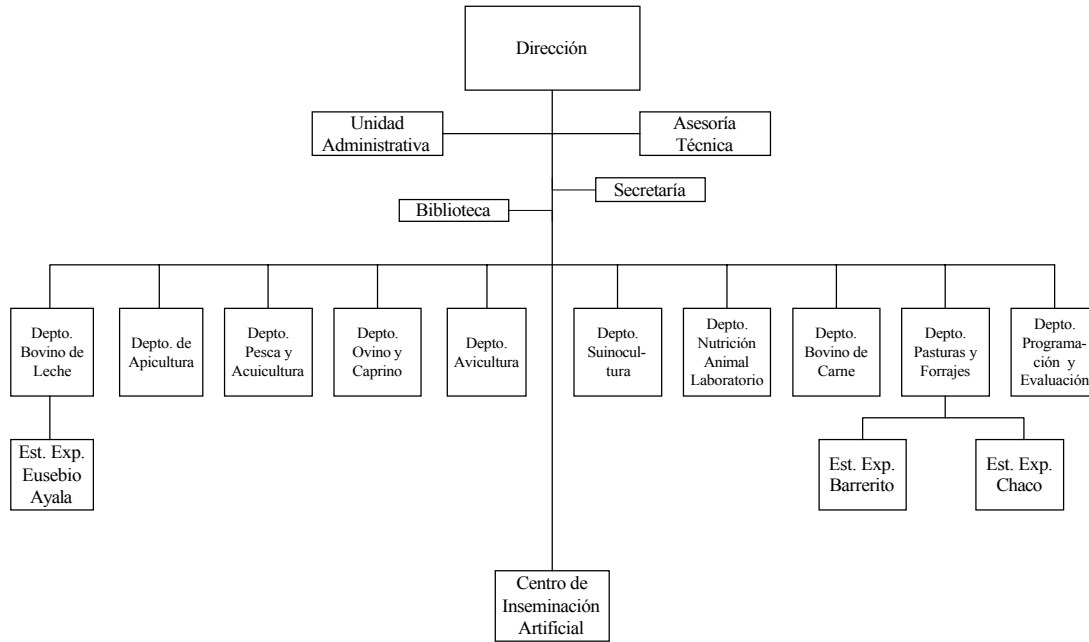 Dirección
Unidad
Administrativa
Asesoría
Técnica
Secretaría
Biblioteca
Depto.
Bovino de
Leche
Depto. de
Apicultura
Depto.
Pesca y
Acuicultura
Depto.
Ovino y
Caprino
Depto.
Avicultura
Depto.
Suinocul-
tura
Depto.
Nutrición
Animal
Laboratorio
Depto.
Bovino de
Carne
Depto.
Pasturas y
Forrajes
Depto.
Programa-
ción y
Evaluación
Est. Exp.
Eusebio
Ayala
Est. Exp.
Barrerito
Est. Exp.
Chaco
Centro de
Inseminación
Artificial